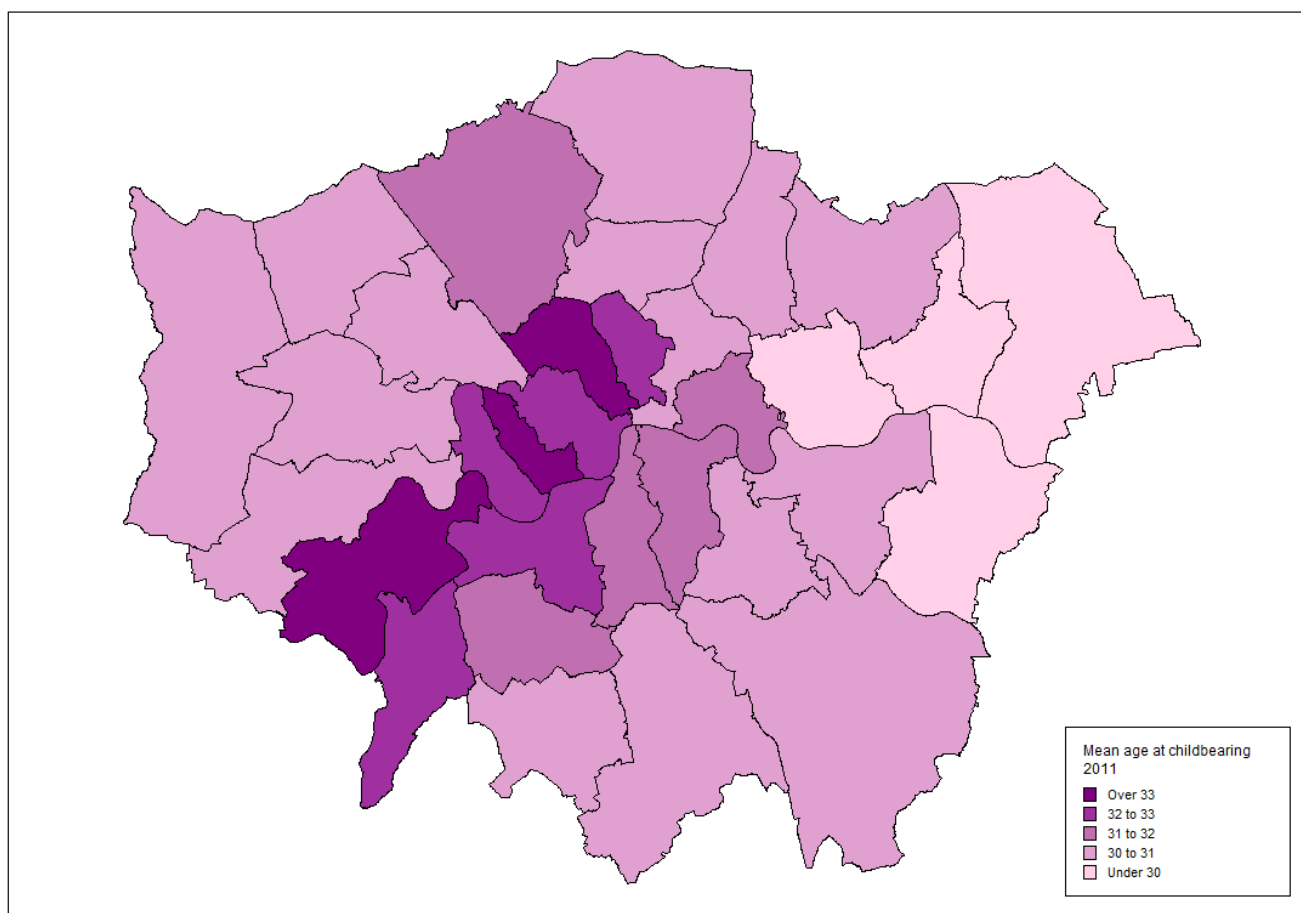 Mean age at childbearing
2011
Over 33
32 to 33
31 to 32
30 to 31
Under 30